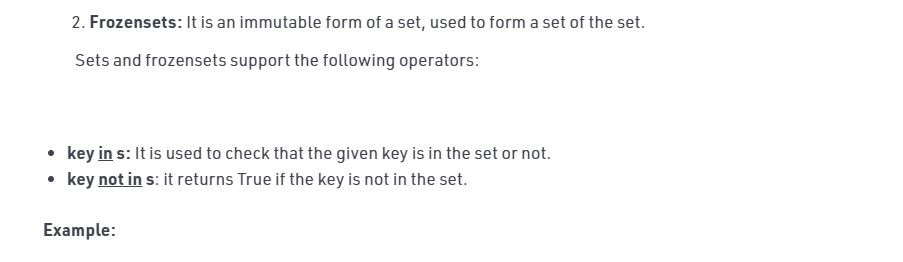 2. Frozensets: It is an immutable form of a set, used to form a set of the set.
Sets and frozensets support the following operators:
• key in s: It is used to check that the given key is in the set or not.
• key not in s: it returns True if the key is not in the set.
Example: